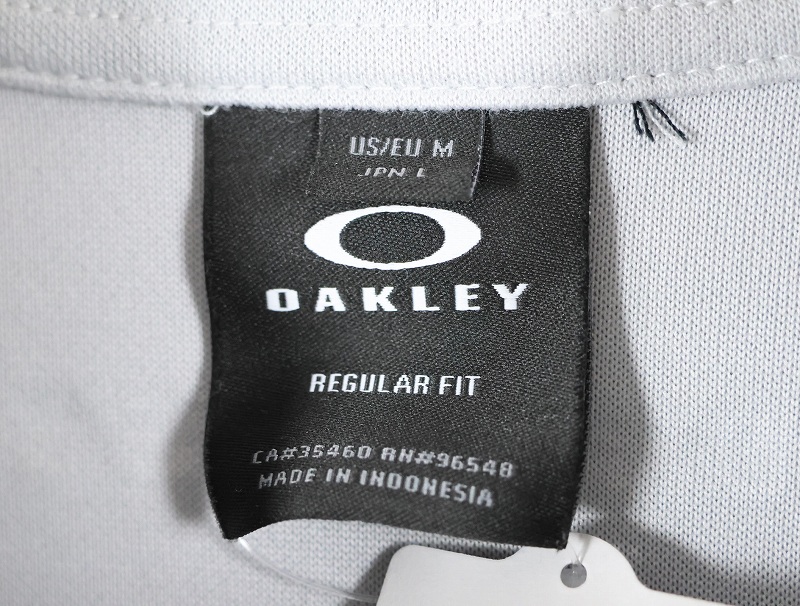 US/EU M
JPN L
OAKLEY
REGULAR FIT
CA#35460 RN#96548
MADE IN INDONESIA